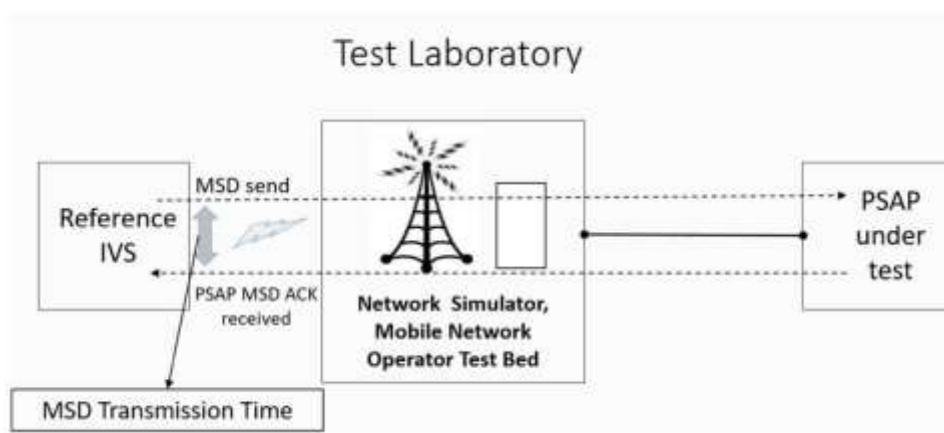 Test Laboratory
MSD send
Reference
IVS
PSAP MSD ACK
received
Network Simulator,
Mobile Network
Operator Test Bed
PSAP
under
test
MSD Transmission Time